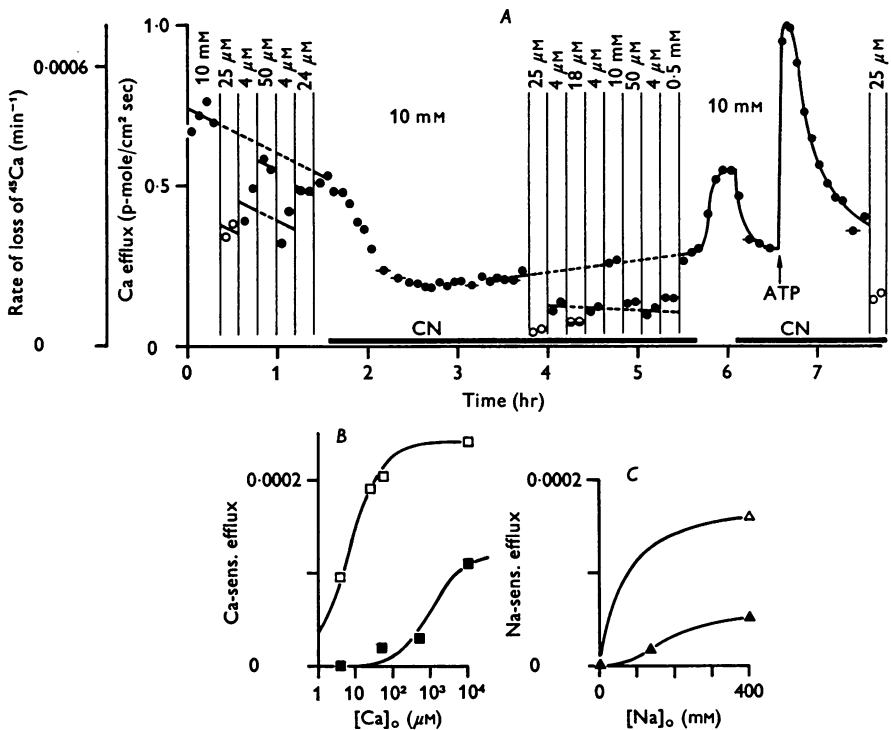 A
Rate of loss of ⁴⁵Ca (min⁻¹)
0·0006
0
Ca efflux (p-mole/cm² sec)
1·0
0·5
0
10 mM
25 μM
4 μM
50 μM
4 μM
24 μM
10 mM
25 μM
4 μM
18 μM
4 μM
10 mM
50 μM
4 μM
0·5 mM
10 mM
25 μM
ATP
CN
CN
0
1
2
3
4
5
6
7
Time (hr)
B
Ca-sens. efflux
0·0002
0
1
10
10²
10³
10⁴
[Ca]ₒ (μM)
C
Na-sens. efflux
0·0002
0
0
400
[Na]ₒ (mM)